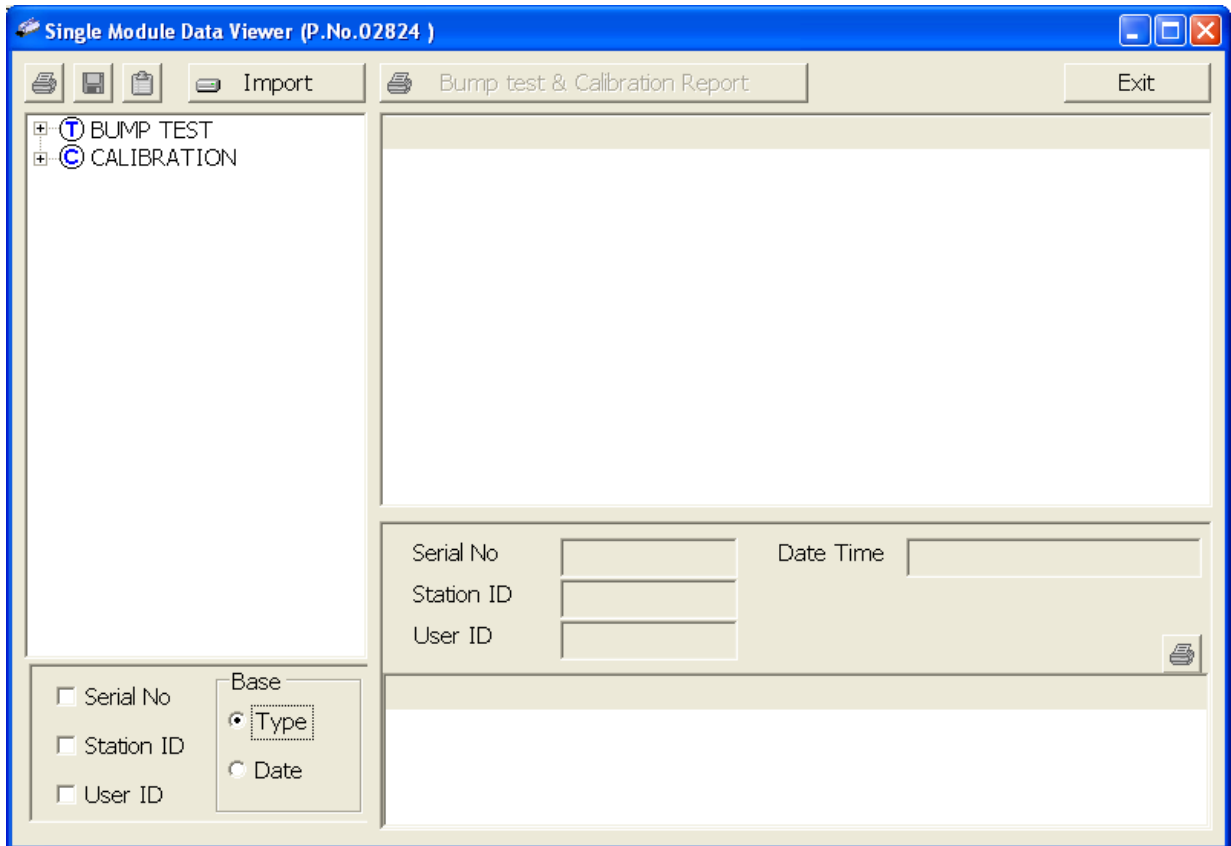 Single Module Data Viewer (P.No.02824 )
Import
Bump test & Calibration Report
Exit
T BUMP TEST
C CALIBRATION
Serial No
Date Time
Station ID
User ID
Serial No
Station ID
User ID
Base
Type
Date